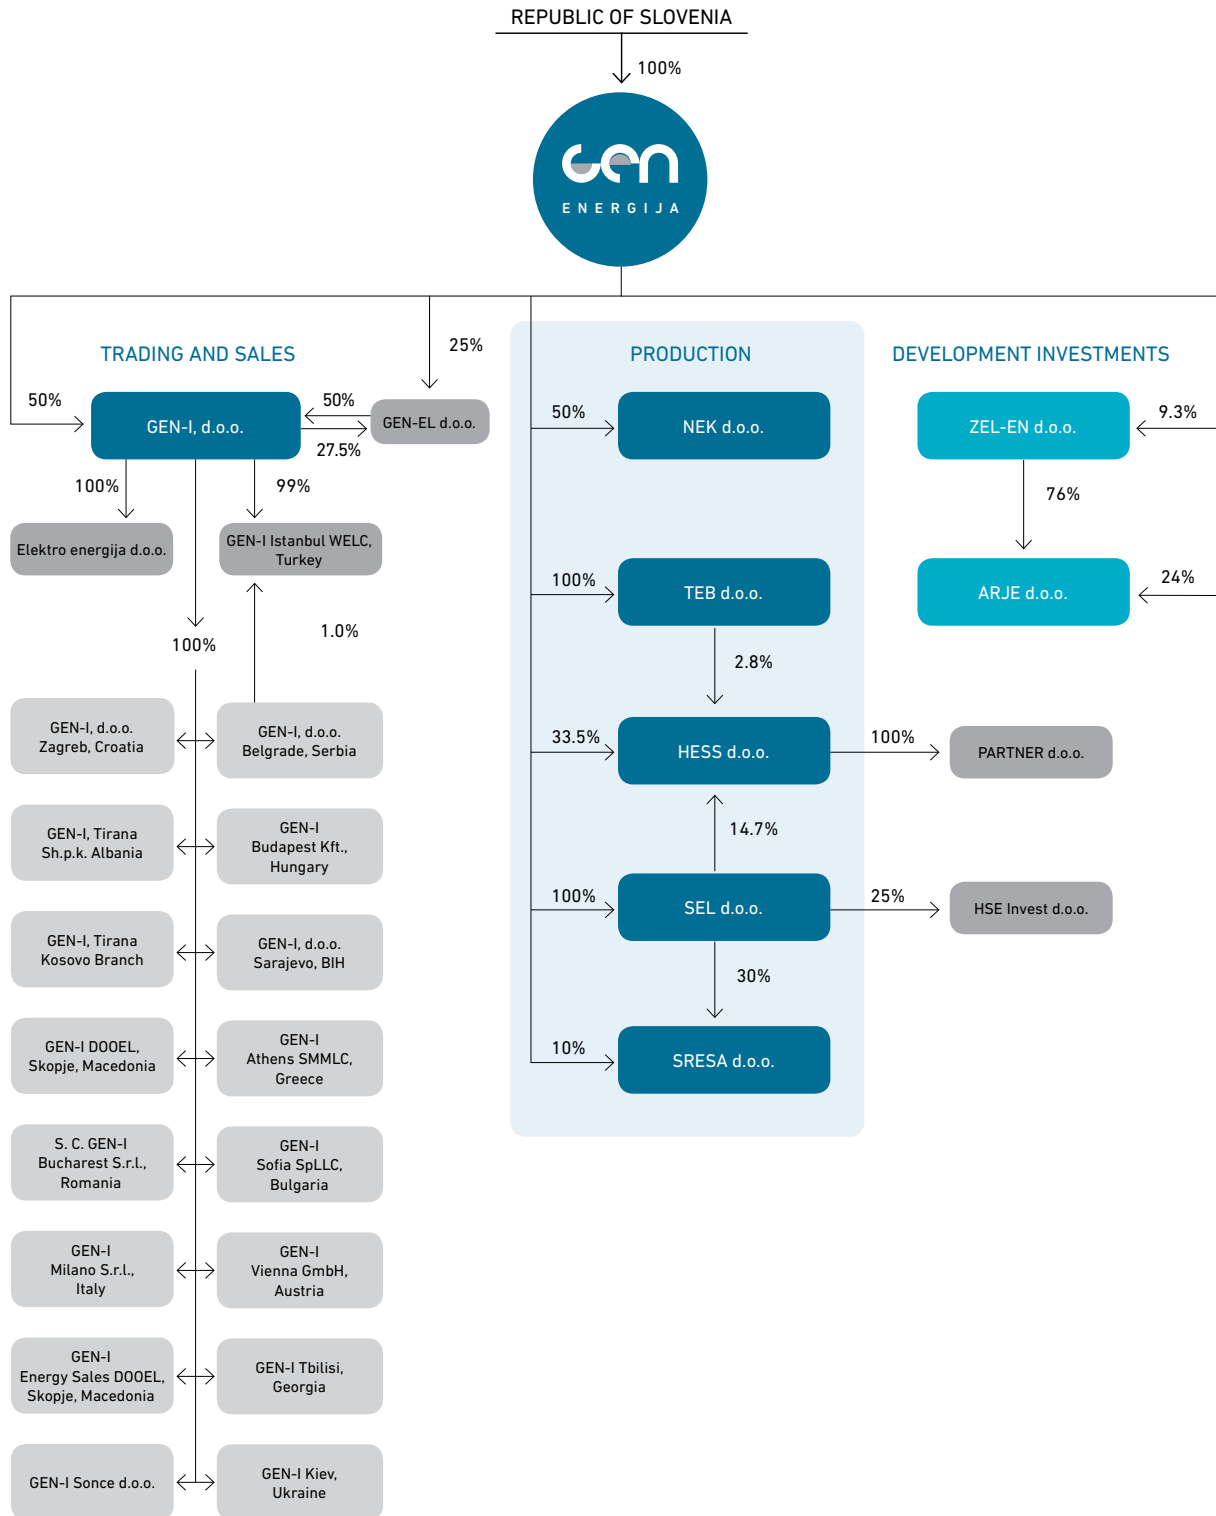 REPUBLIC OF SLOVENIA
100%
gen
ENERGIJA
TRADING AND SALES
50%
GEN-I, d.o.o.
50%
27.5%
25%
GEN-EL d.o.o.
100%
99%
Elektro energija d.o.o.
GEN-I Istanbul WELC,
Turkey
100%
1.0%
GEN-I, d.o.o.
Zagreb, Croatia
GEN-I, d.o.o.
Belgrade, Serbia
GEN-I, Tirana
Sh.p.k. Albania
GEN-I
Budapest Kft.,
Hungary
GEN-I, Tirana
Kosovo Branch
GEN-I, d.o.o.
Sarajevo, BIH
GEN-I DOOEL,
Skopje, Macedonia
GEN-I
Athens SMMLC,
Greece
S. C. GEN-I
Bucharest S.r.l.,
Romania
GEN-I
Sofia SpLLC,
Bulgaria
GEN-I
Milano S.r.l.,
Italy
GEN-I
Vienna GmbH,
Austria
GEN-I
Energy Sales DOOEL,
Skopje, Macedonia
GEN-I Tbilisi,
Georgia
GEN-I Sonce d.o.o.
GEN-I Kiev,
Ukraine
PRODUCTION
50%
NEK d.o.o.
100%
TEB d.o.o.
2.8%
33.5%
HESS d.o.o.
100%
PARTNER d.o.o.
14.7%
100%
SEL d.o.o.
25%
HSE Invest d.o.o.
30%
10%
SRESA d.o.o.
DEVELOPMENT INVESTMENTS
ZEL-EN d.o.o.
9.3%
76%
ARJE d.o.o.
24%